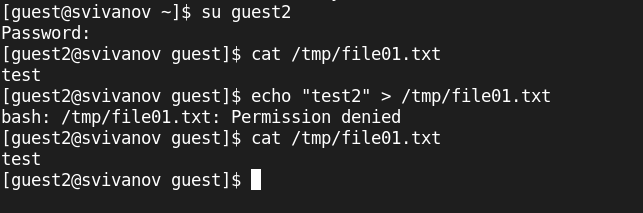 [guest@svivanov ~]$ su guest2
Password:
[guest2@svivanov guest]$ cat /tmp/file01.txt
test
[guest2@svivanov guest]$ echo "test2" > /tmp/file01.txt
bash: /tmp/file01.txt: Permission denied
[guest2@svivanov guest]$ cat /tmp/file01.txt
test
[guest2@svivanov guest]$